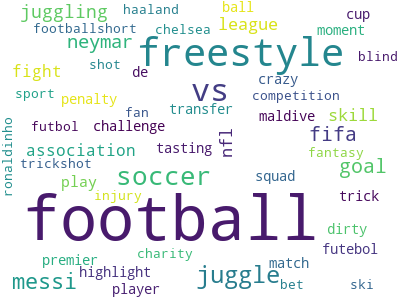 juggling
haaland
ball
cup
footballshort
chelsea
league
moment
neymar
freestyle
blind
fight
shot
de
crazy
sport
penalty
vs
competition
fan
transfer
maldive
skill
ronaldinho
futbol
challenge
nfl
fifa
association
tasting
fantasy
trickshot
soccer
squad
goal
play
injury
trick
football
dirty
charity
futebol
premier
highlight
juggle
match
messi
player
bet
ski